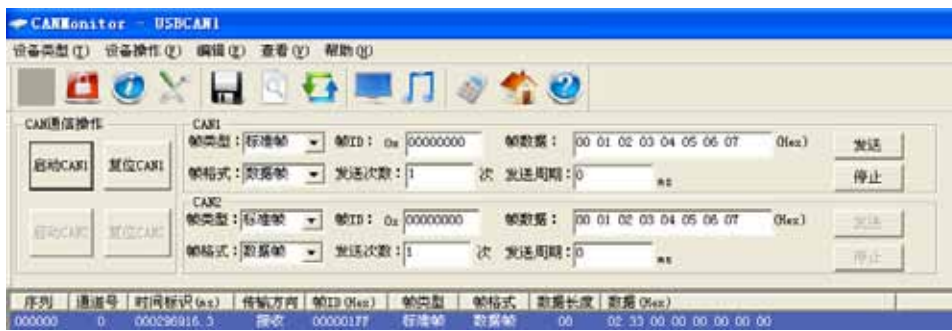 CANMonitor - USBCAN1
设备类型(T) 设备操作(O) 编辑(E) 查看(V) 帮助(H)
CAN通信操作
启动CAN1 复位CAN1
启动CAN2 复位CAN2
CAN1
帧类型：标准帧 帧ID： 0x 00000000 帧数据： 00 01 02 03 04 05 06 07 (Hex) 发送
帧格式：数据帧 发送次数：1 次 发送周期：0 ms 停止
CAN2
帧类型：标准帧 帧ID： 0x 00000000 帧数据： 00 01 02 03 04 05 06 07 (Hex) 发送
帧格式：数据帧 发送次数：1 次 发送周期：0 ms 停止
序列 通道号 时间标识(ms) 传输方向 帧ID(Hex) 帧类型 帧格式 数据长度 数据(Hex)
000000 0 000296916.3 接收 00000177 标准帧 数据帧 08 02 33 00 00 00 00 00 00